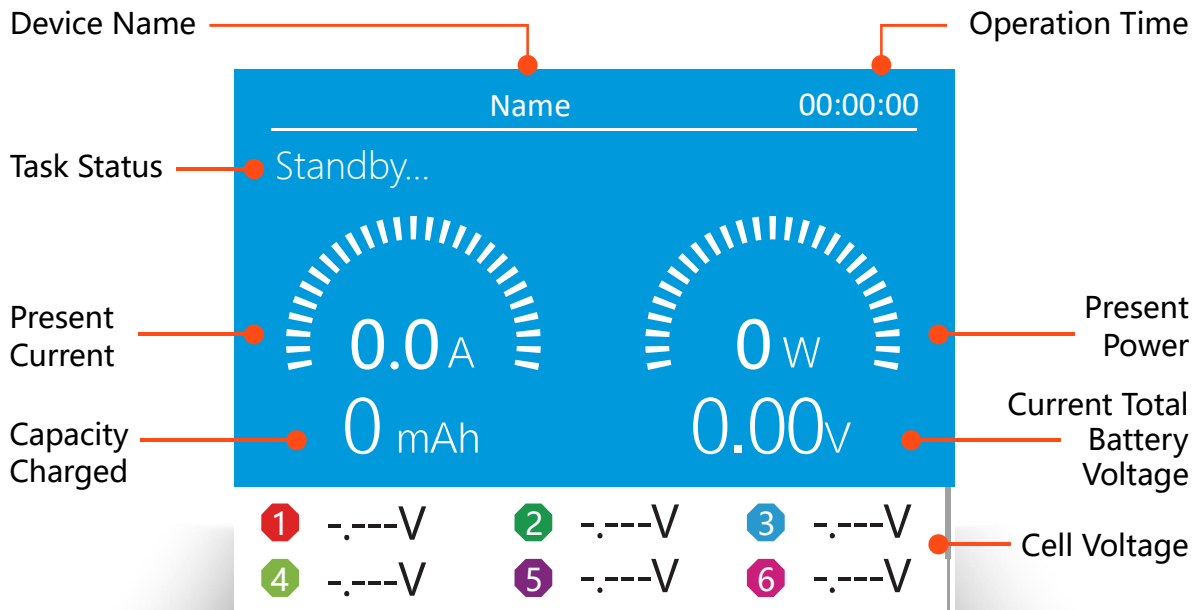 Device Name
Operation Time
Name 00:00:00
Task Status
Standby...
Present
Current
0.0 A
0 W
Present
Power
Capacity
Charged
0 mAh
0.00V
Current Total
Battery
Voltage
1 -.---V 2 -.---V 3 -.---V
Cell Voltage
4 -.---V 5 -.---V 6 -.---V